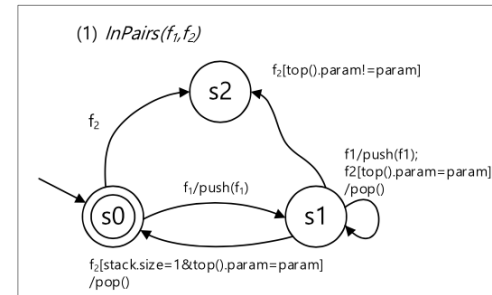 (1) InPairs(f₁,f₂)
s2
f₂[top().param!=param]
f₂
f1/push(f1);
f2[top().param=param]
/pop()
f₁/push(f₁)
s0
s1
f₂[stack.size=1&top().param=param]
/pop()